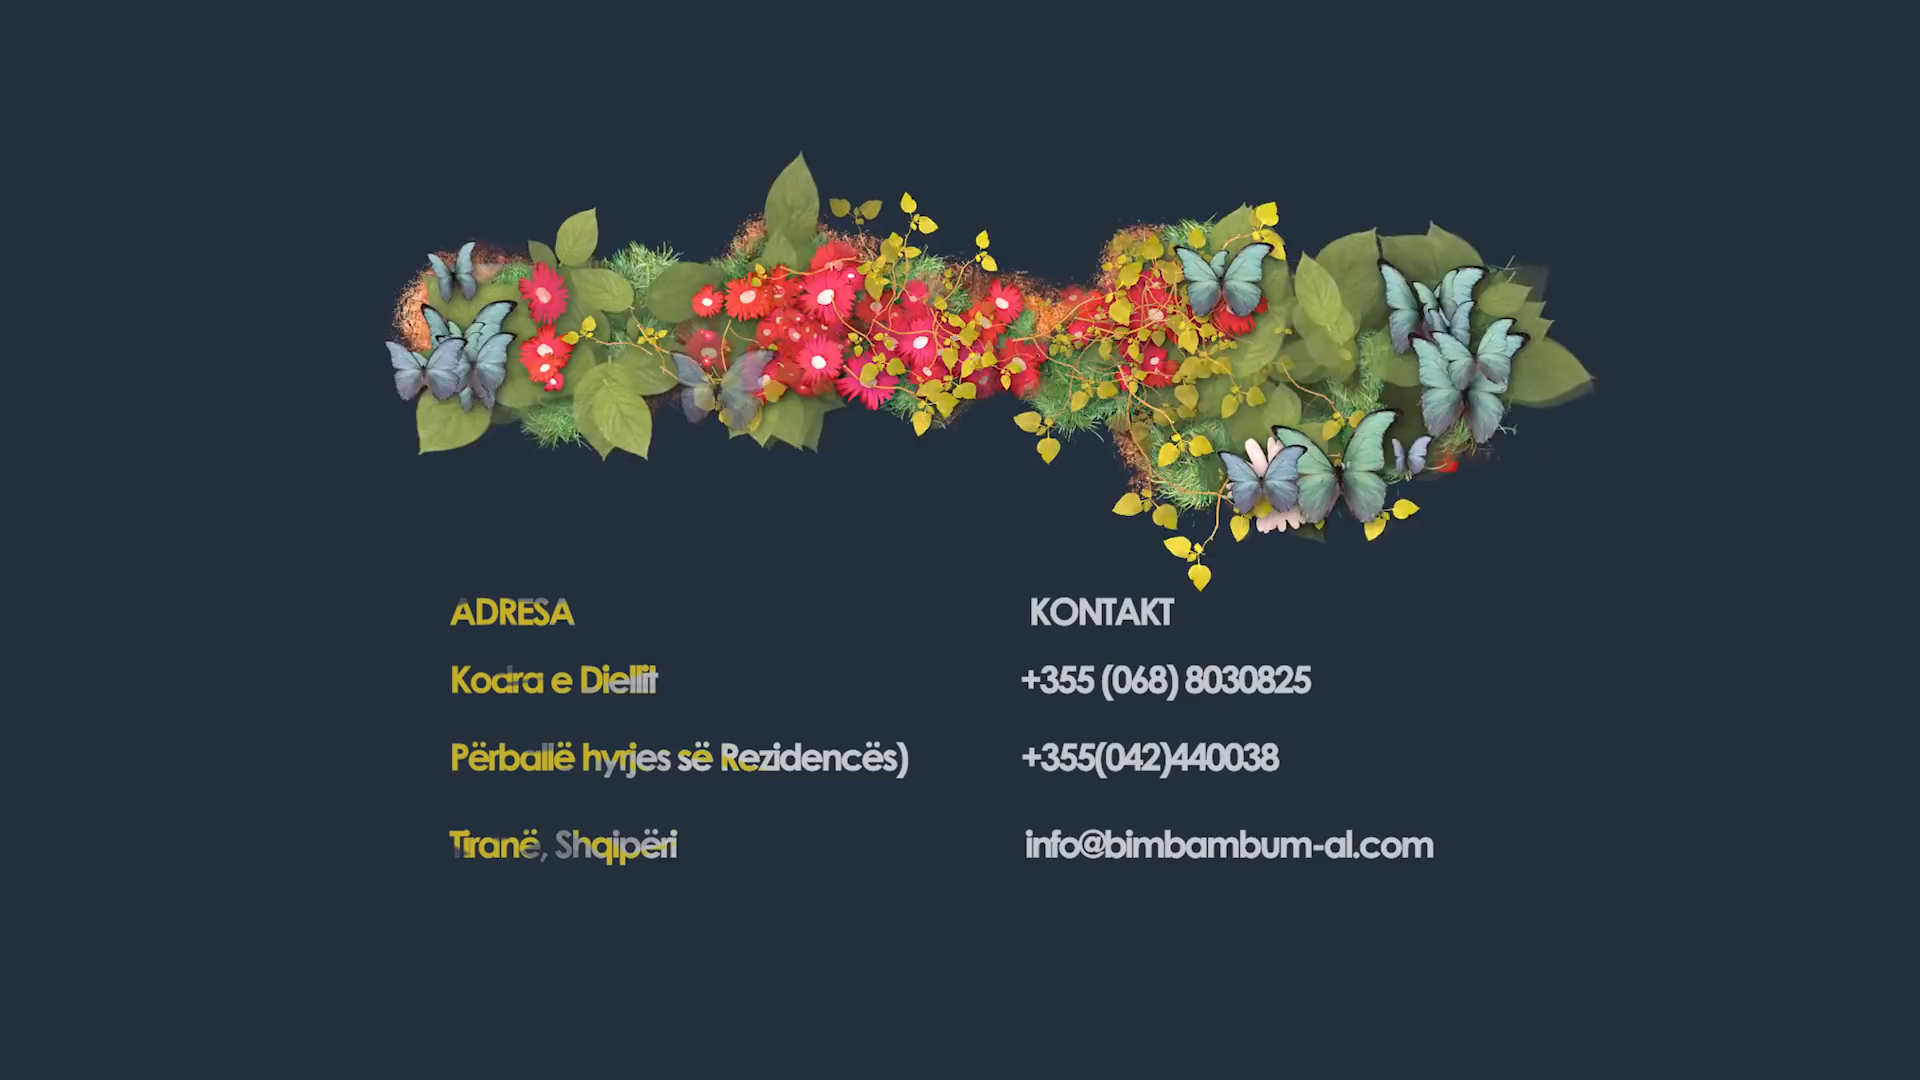 ADRESA
Kodra e Diellit
Përballë hyrjes së Rezidencës)
Tiranë, Shqipëri
KONTAKT
+355 (068) 8030825
+355(042)440038
info@bimbambum-al.com